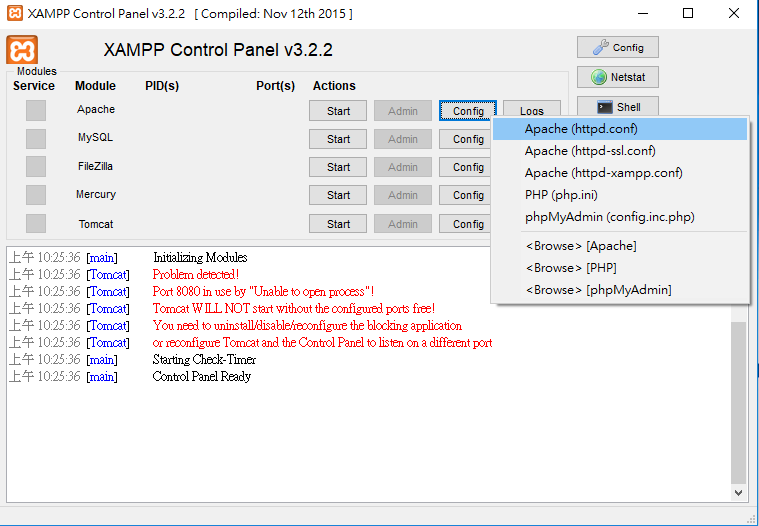 XAMPP Control Panel v3.2.2 [ Compiled: Nov 12th 2015 ]
XAMPP Control Panel v3.2.2
Config
Netstat
Shell
Modules
Service Module PID(s) Port(s) Actions
Apache Start Admin Config Logs
MySQL Start Admin Config
FileZilla Start Admin Config
Mercury Start Admin Config
Tomcat Start Admin Config
Apache (httpd.conf)
Apache (httpd-ssl.conf)
Apache (httpd-xampp.conf)
PHP (php.ini)
phpMyAdmin (config.inc.php)
<Browse> [Apache]
<Browse> [PHP]
<Browse> [phpMyAdmin]
上午 10:25:36 [main] Initializing Modules
上午 10:25:36 [Tomcat] Problem detected!
上午 10:25:36 [Tomcat] Port 8080 in use by "Unable to open process"!
上午 10:25:36 [Tomcat] Tomcat WILL NOT start without the configured ports free!
上午 10:25:36 [Tomcat] You need to uninstall/disable/reconfigure the blocking application
上午 10:25:36 [Tomcat] or reconfigure Tomcat and the Control Panel to listen on a different port
上午 10:25:36 [main] Starting Check-Timer
上午 10:25:36 [main] Control Panel Ready